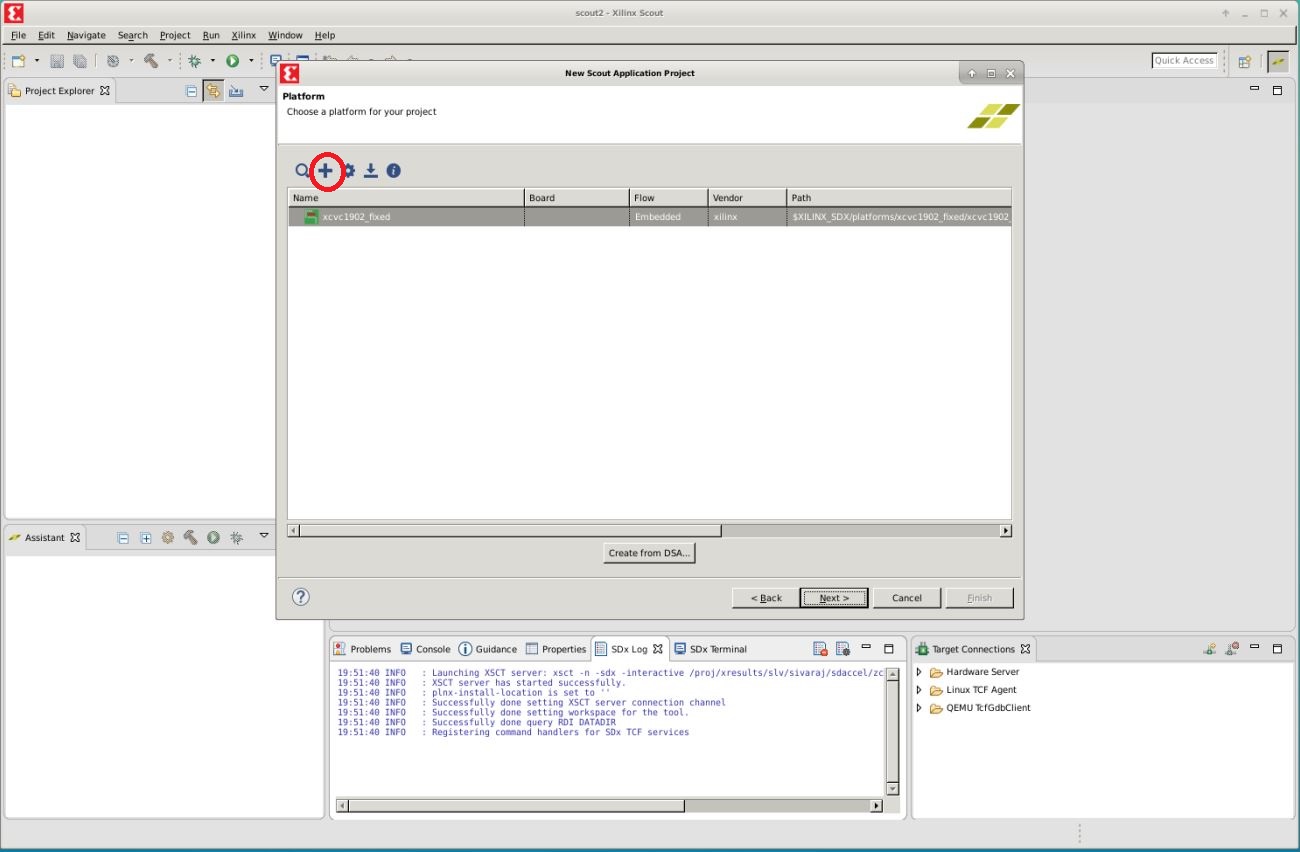 scout2 - Xilinx Scout
File Edit Navigate Search Project Run Xilinx Window Help
Quick Access
Project Explorer
New Scout Application Project
Platform
Choose a platform for your project
Name Board Flow Vendor Path
xcvc1902_fixed Embedded xilinx $XILINX_SDX/platforms/xcvc1902_fixed/xcvc1902_
Create from DSA...
< Back Next > Cancel Finish
Assistant
Problems Console Guidance Properties SDx Log SDx Terminal
19:51:40 INFO : Launching XSCT server: xsct -n -sdx -interactive /proj/xresults/slv/sivaraj/sdaccel/zc
19:51:40 INFO : XSCT server has started successfully.
19:51:40 INFO : plnx-install-location is set to ''
19:51:40 INFO : Successfully done setting XSCT server connection channel
19:51:40 INFO : Successfully done setting workspace for the tool.
19:51:40 INFO : Successfully done query RDI DATADIR
19:51:40 INFO : Registering command handlers for SDx TCF services
Target Connections
Hardware Server
Linux TCF Agent
QEMU TcfGdbClient